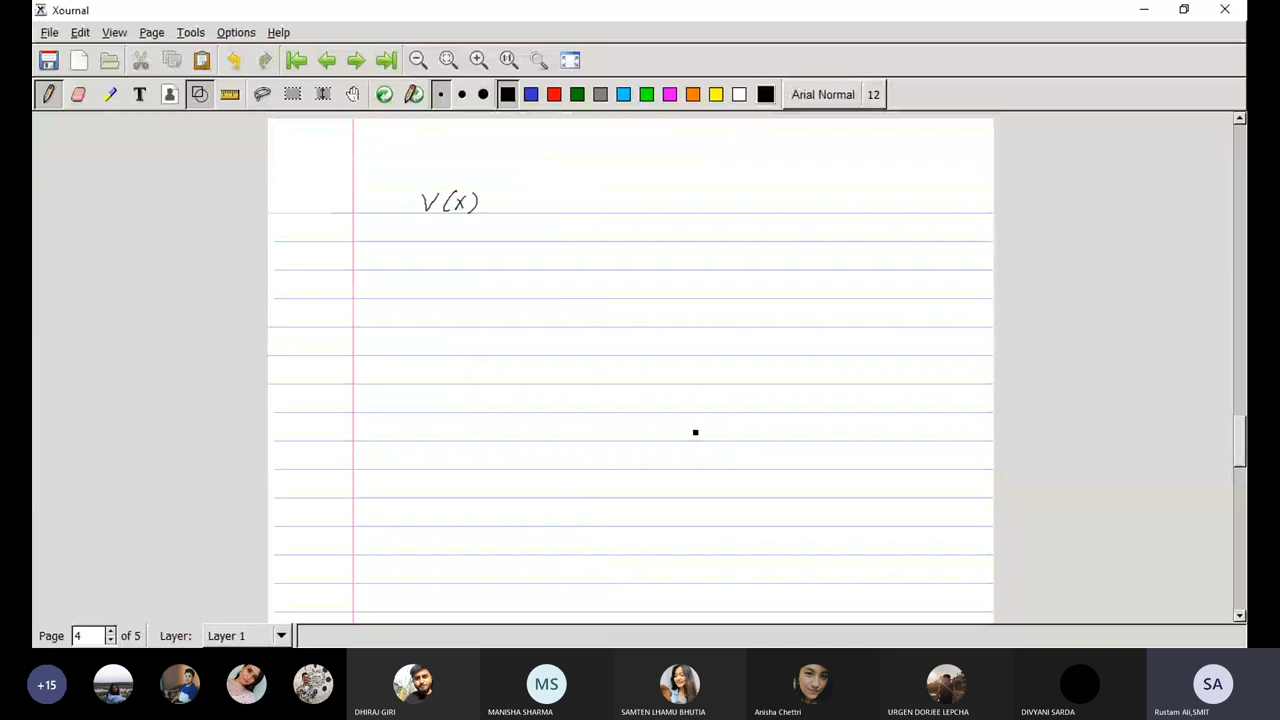 Xournal
File Edit View Page Tools Options Help
T Arial Normal 12
V(x)
Page 4 of 5 Layer: Layer 1
+15 MS SA
DHIRAJ GIRI MANISHA SHARMA SAMTEN LHAMU BHUTIA Anisha Chettri URGEN DORJEE LEPCHA DIVYANI SARDA Rustam Ali,SMIT